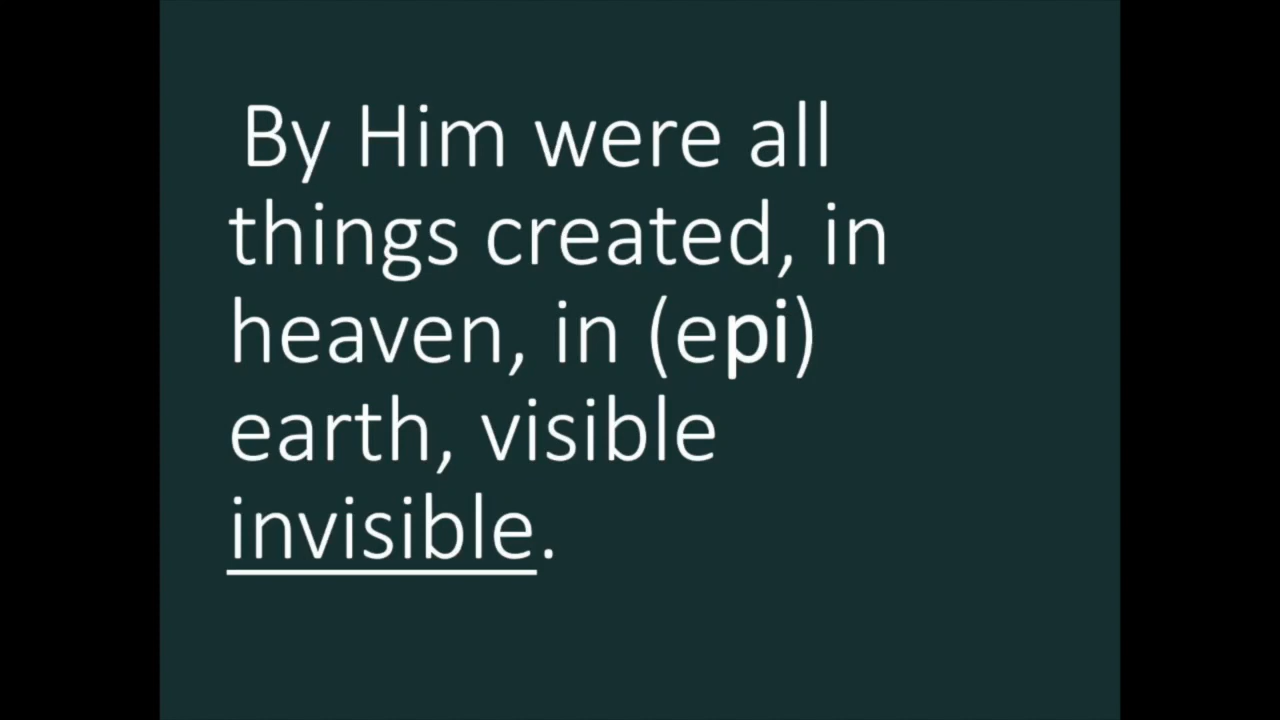 By Him were all
things created, in
heaven, in (epi)
earth, visible
invisible.